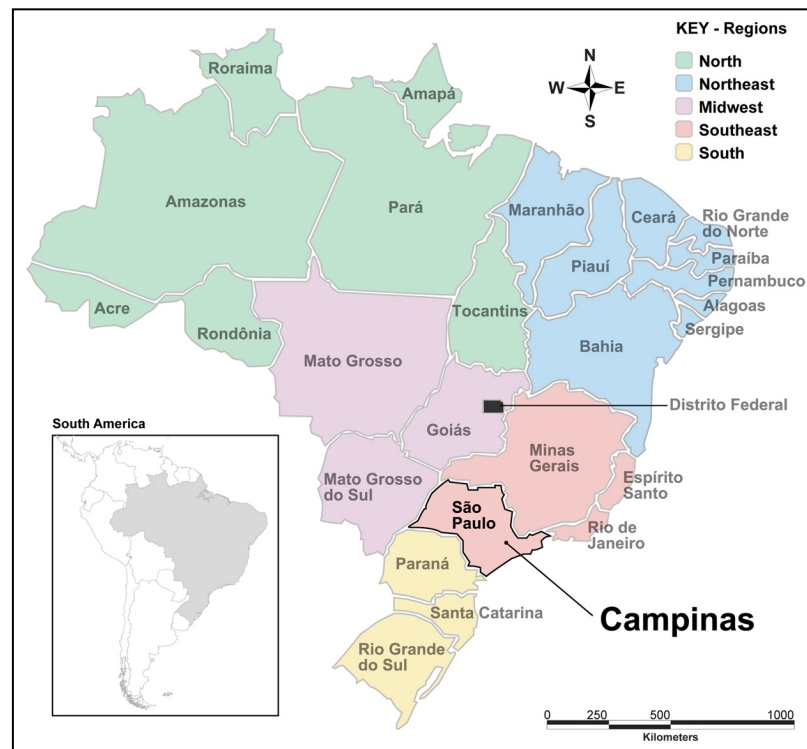 KEY - Regions
North
Northeast
Midwest
Southeast
South
N
W
E
S
Roraima
Amapá
Amazonas
Pará
Maranhão
Ceará
Rio Grande
do Norte
Piauí
Paraíba
Pernambuco
Acre
Rondônia
Tocantins
Alagoas
Sergipe
Bahia
Mato Grosso
Distrito Federal
Goiás
Minas
Gerais
Mato Grosso
do Sul
Espírito
Santo
São
Paulo
Rio de
Janeiro
Paraná
Campinas
Santa Catarina
Rio Grande
do Sul
South America
0 250 500 1000
Kilometers